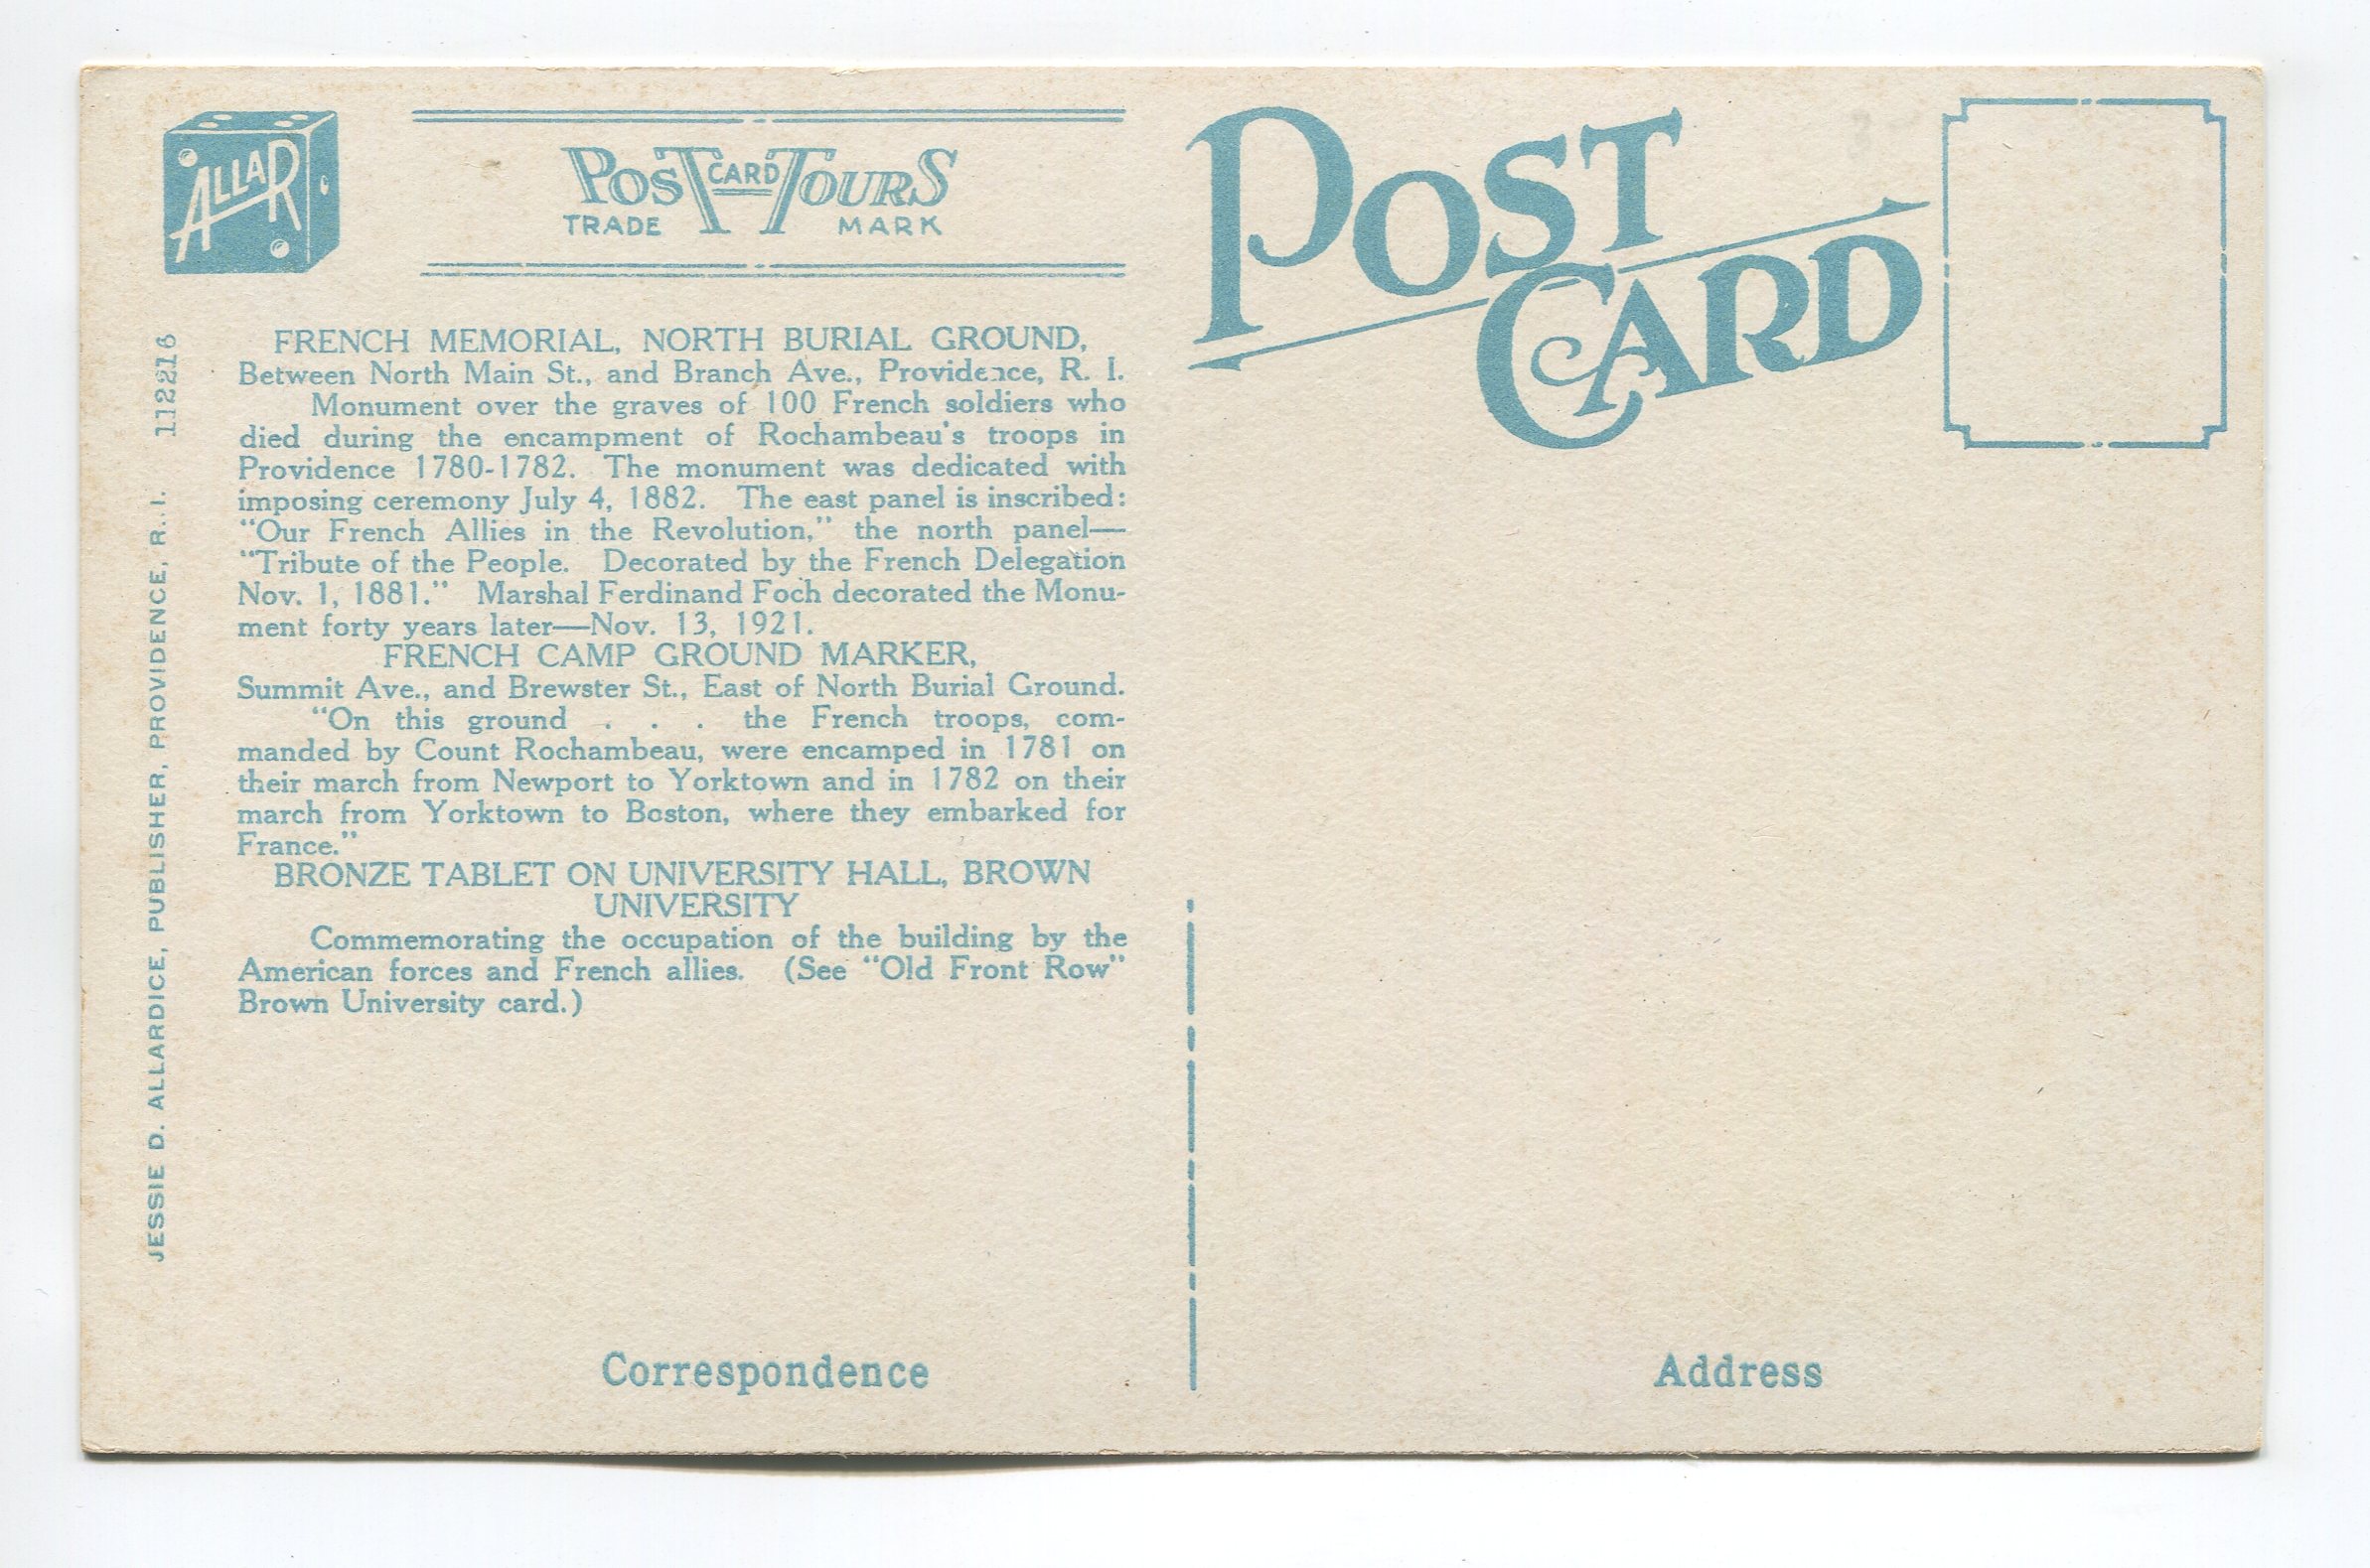 ALLAR
POSTCARD TOURS
TRADE MARK
POST
CARD
FRENCH MEMORIAL, NORTH BURIAL GROUND,
Between North Main St., and Branch Ave., Providence, R. I.
Monument over the graves of 100 French soldiers who
died during the encampment of Rochambeau's troops in
Providence 1780-1782. The monument was dedicated with
imposing ceremony July 4, 1882. The east panel is inscribed:
"Our French Allies in the Revolution," the north panel—
"Tribute of the People. Decorated by the French Delegation
Nov. 1, 1881." Marshal Ferdinand Foch decorated the Monu-
ment forty years later—Nov. 13, 1921.
FRENCH CAMP GROUND MARKER,
Summit Ave., and Brewster St., East of North Burial Ground.
"On this ground . . . the French troops, com-
manded by Count Rochambeau, were encamped in 1781 on
their march from Newport to Yorktown and in 1782 on their
march from Yorktown to Boston, where they embarked for
France."
BRONZE TABLET ON UNIVERSITY HALL, BROWN
UNIVERSITY
Commemorating the occupation of the building by the
American forces and French allies. (See "Old Front Row"
Brown University card.)
JESSIE D. ALLARDICE, PUBLISHER, PROVIDENCE, R. I. 112216
Correspondence
Address